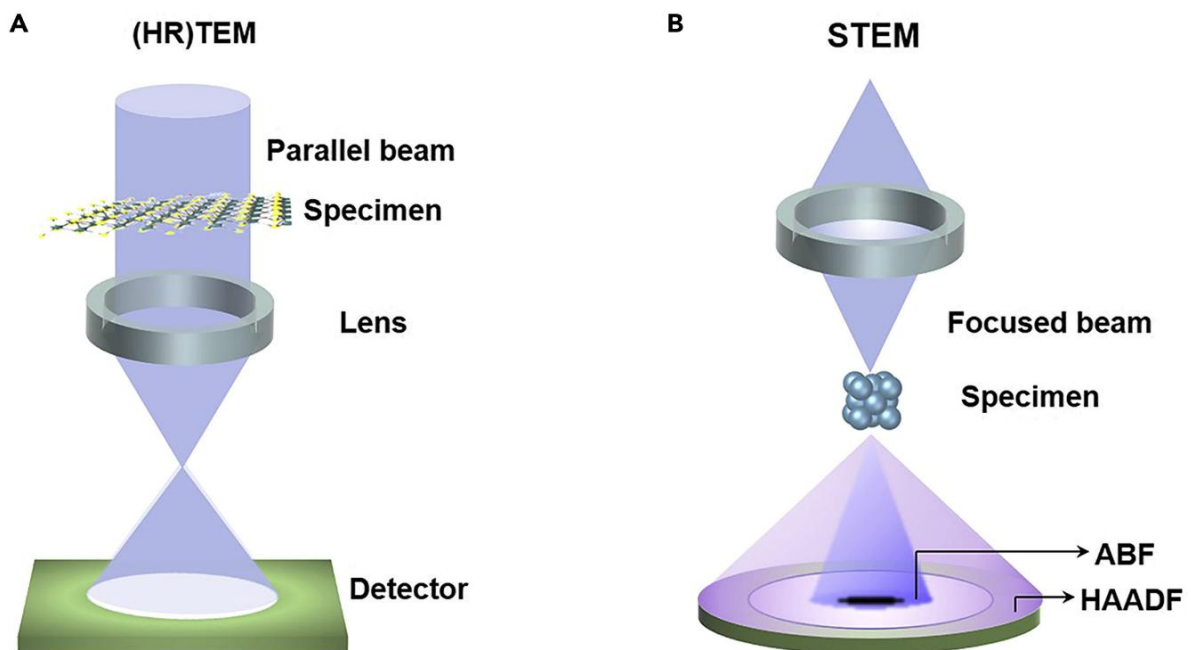 A
(HR)TEM
Parallel beam
Specimen
Lens
Detector
B
STEM
Focused beam
Specimen
ABF
HAADF